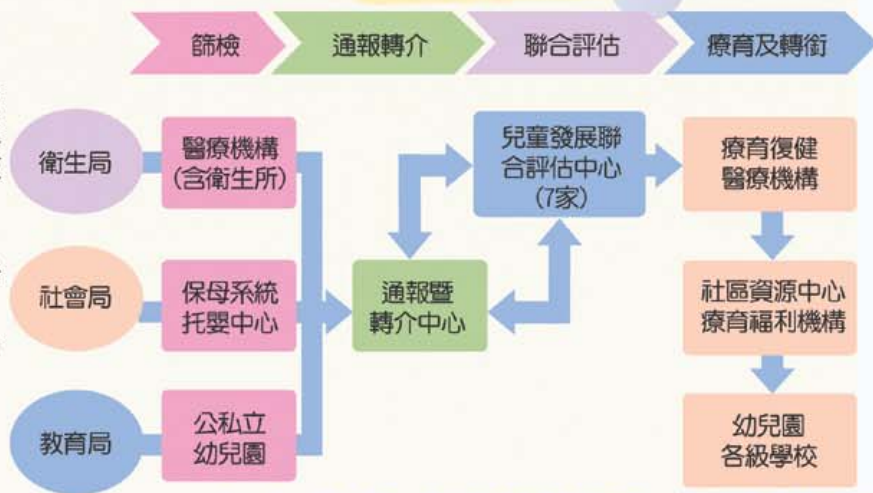 篩檢
通報轉介
聯合評估
療育及轉銜
衛生局
醫療機構
(含衛生所)
兒童發展聯
合評估中心
(7家)
療育復健
醫療機構
社會局
保母系統
托嬰中心
通報暨
轉介中心
社區資源中心
療育福利機構
教育局
公私立
幼兒園
幼兒園
各級學校